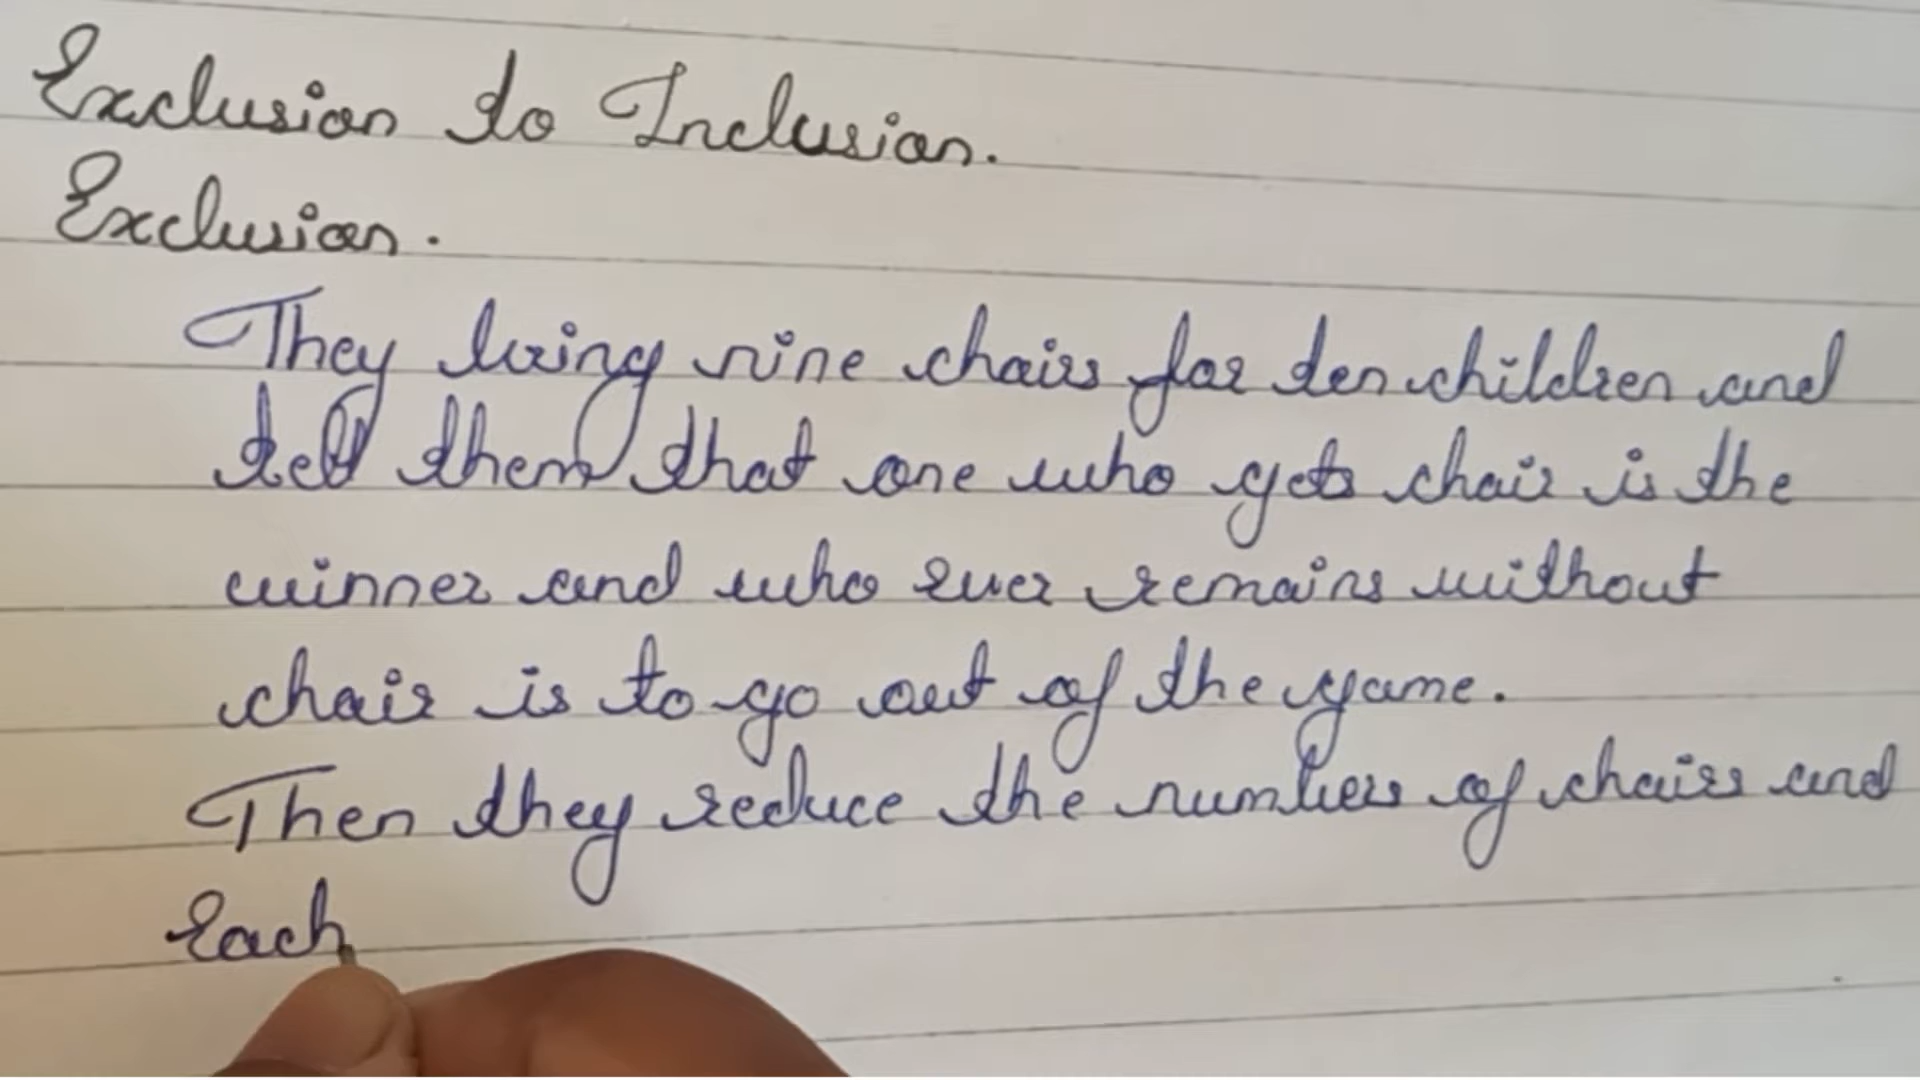 Exclusion to Inclusion.
Exclusion.
They bring nine chairs for ten children and
tell them that one who gets chair is the
winner and who ever remains without
chair is to go out of the game.
Then they reduce the numbers of chairs and
Each